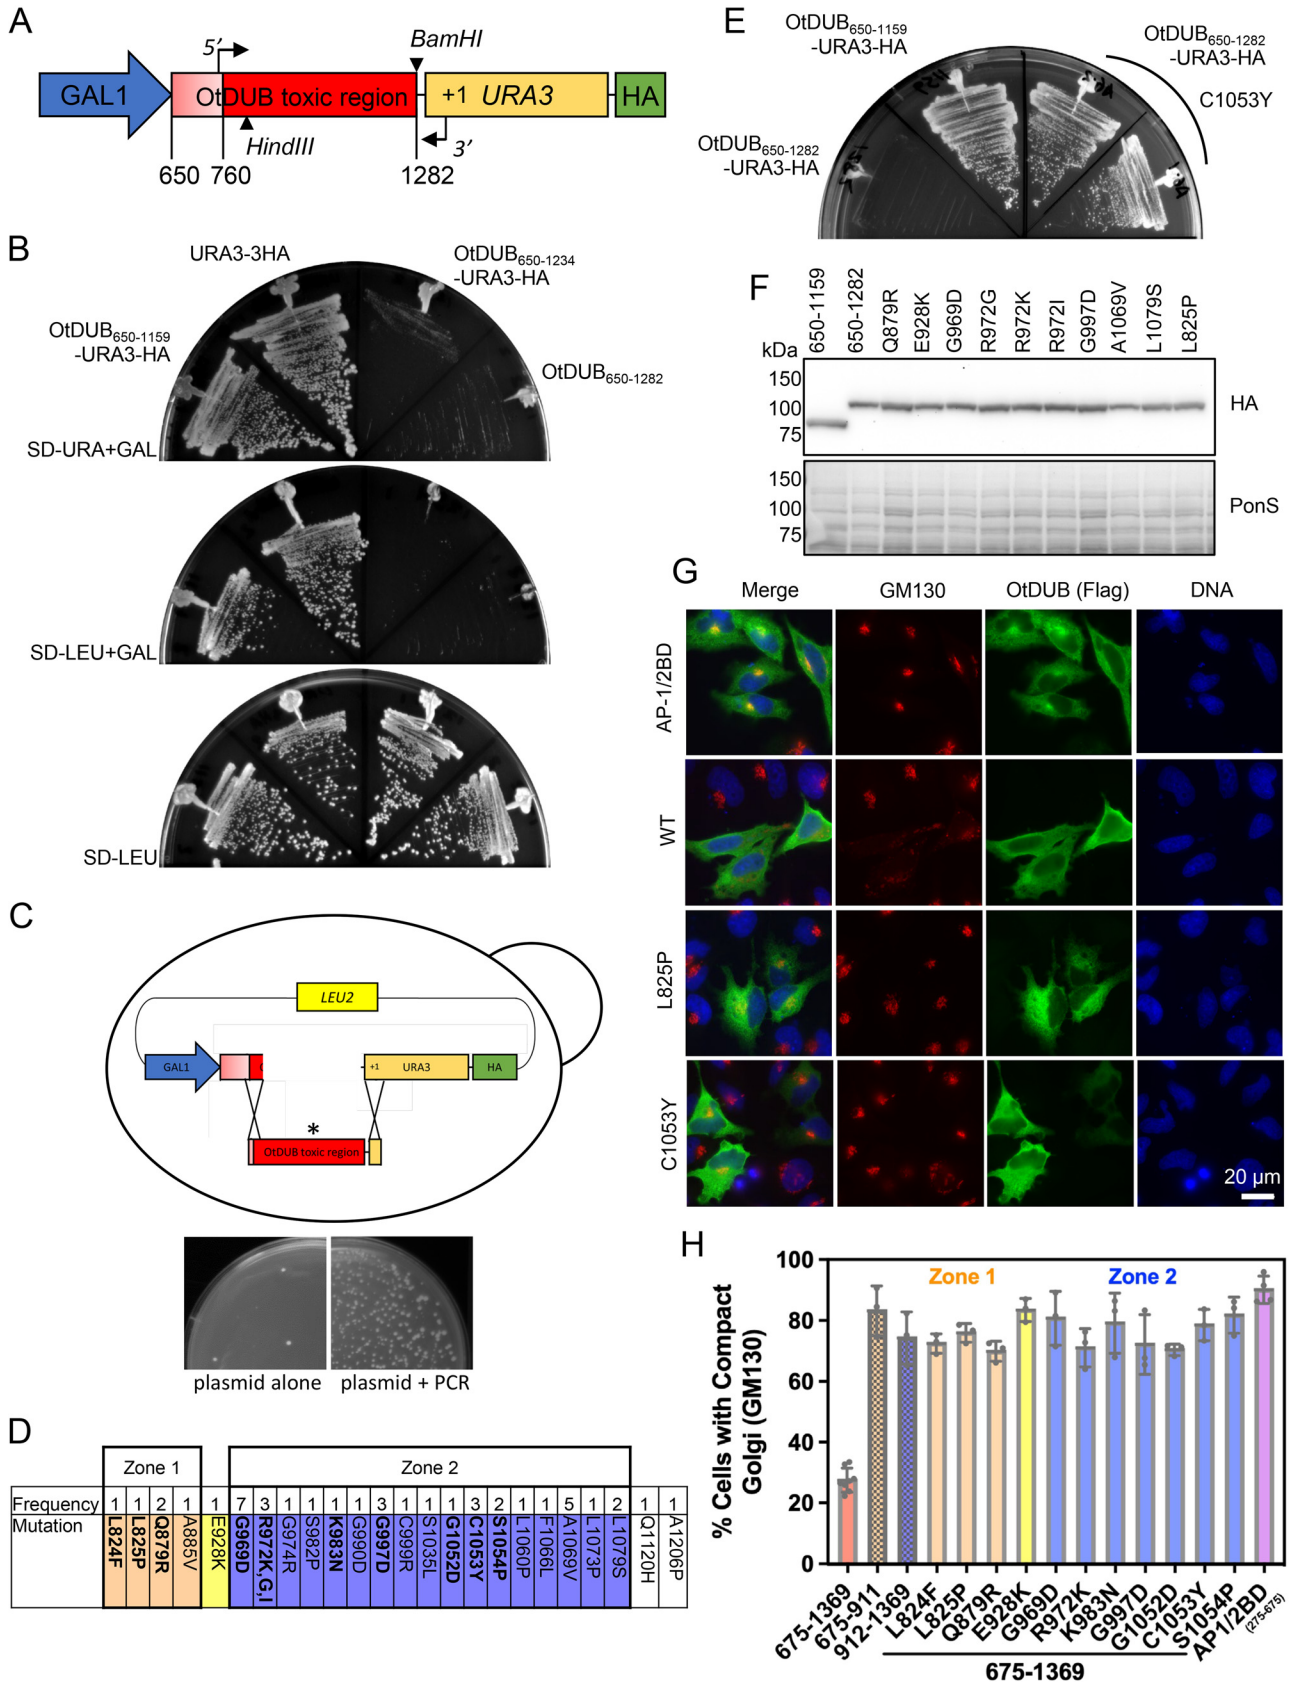 A
5’
BamHI
GAL1
OtDUB toxic region
+1 URA3
HA
HindIII
3’
650
760
1282
B
URA3-3HA
OtDUB650-1234
-URA3-HA
OtDUB650-1159
-URA3-HA
OtDUB650-1282
SD-URA+GAL
SD-LEU+GAL
SD-LEU
C
LEU2
GAL1
+1
URA3
HA
*
OtDUB toxic region
plasmid alone
plasmid + PCR
D
Zone 1
Zone 2
Frequency 1 1 2 1 1 7 3 1 1 1 1 3 1 1 1 3 2 1 1 5 1 2 1 1
Mutation L824F L825P Q879R A885V E928K G969D R972K,G,I G974R S982P K983N G990D G997D C999R S1035L G1052D C1053Y S1054P L1060P F1066L A1069V L1073P L1079S Q1120H A1206P
E
OtDUB650-1159
-URA3-HA
OtDUB650-1282
-URA3-HA
C1053Y
OtDUB650-1282
-URA3-HA
F
650-1159
650-1282
Q879R
E928K
G969D
R972G
R972K
R972I
G997D
A1069V
L1079S
L825P
kDa
150
100
75
HA
150
100
75
PonS
G
Merge
GM130
OtDUB (Flag)
DNA
AP-1/2BD
WT
L825P
C1053Y
20 µm
H
% Cells with Compact
Golgi (GM130)
100
80
60
40
20
0
Zone 1
Zone 2
675-1369
675-911
912-1369
L824F
L825P
Q879R
E928K
G969D
R972K
K983N
G997D
G1052D
C1053Y
S1054P
AP1/2BD
(275-675)
675-1369